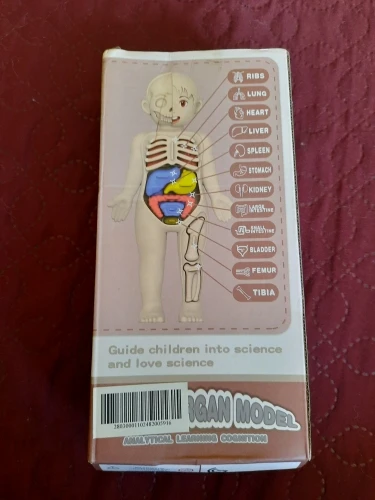 RIBS
LUNG
HEART
LIVER
SPLEEN
STOMACH
KIDNEY
LARGE
INTESTINE
SMALL
INTESTINE
BLADDER
FEMUR
TIBIA
Guide children into science
and love science
RGAN MODEL
ANALYTICAL LEARNING COGNITION